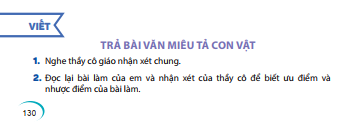 VIẾT
TRẢ BÀI VĂN MIÊU TẢ CON VẬT
1. Nghe thầy cô giáo nhận xét chung.
2. Đọc lại bài làm của em và nhận xét của thầy cô để biết ưu điểm và
nhược điểm của bài làm.
130